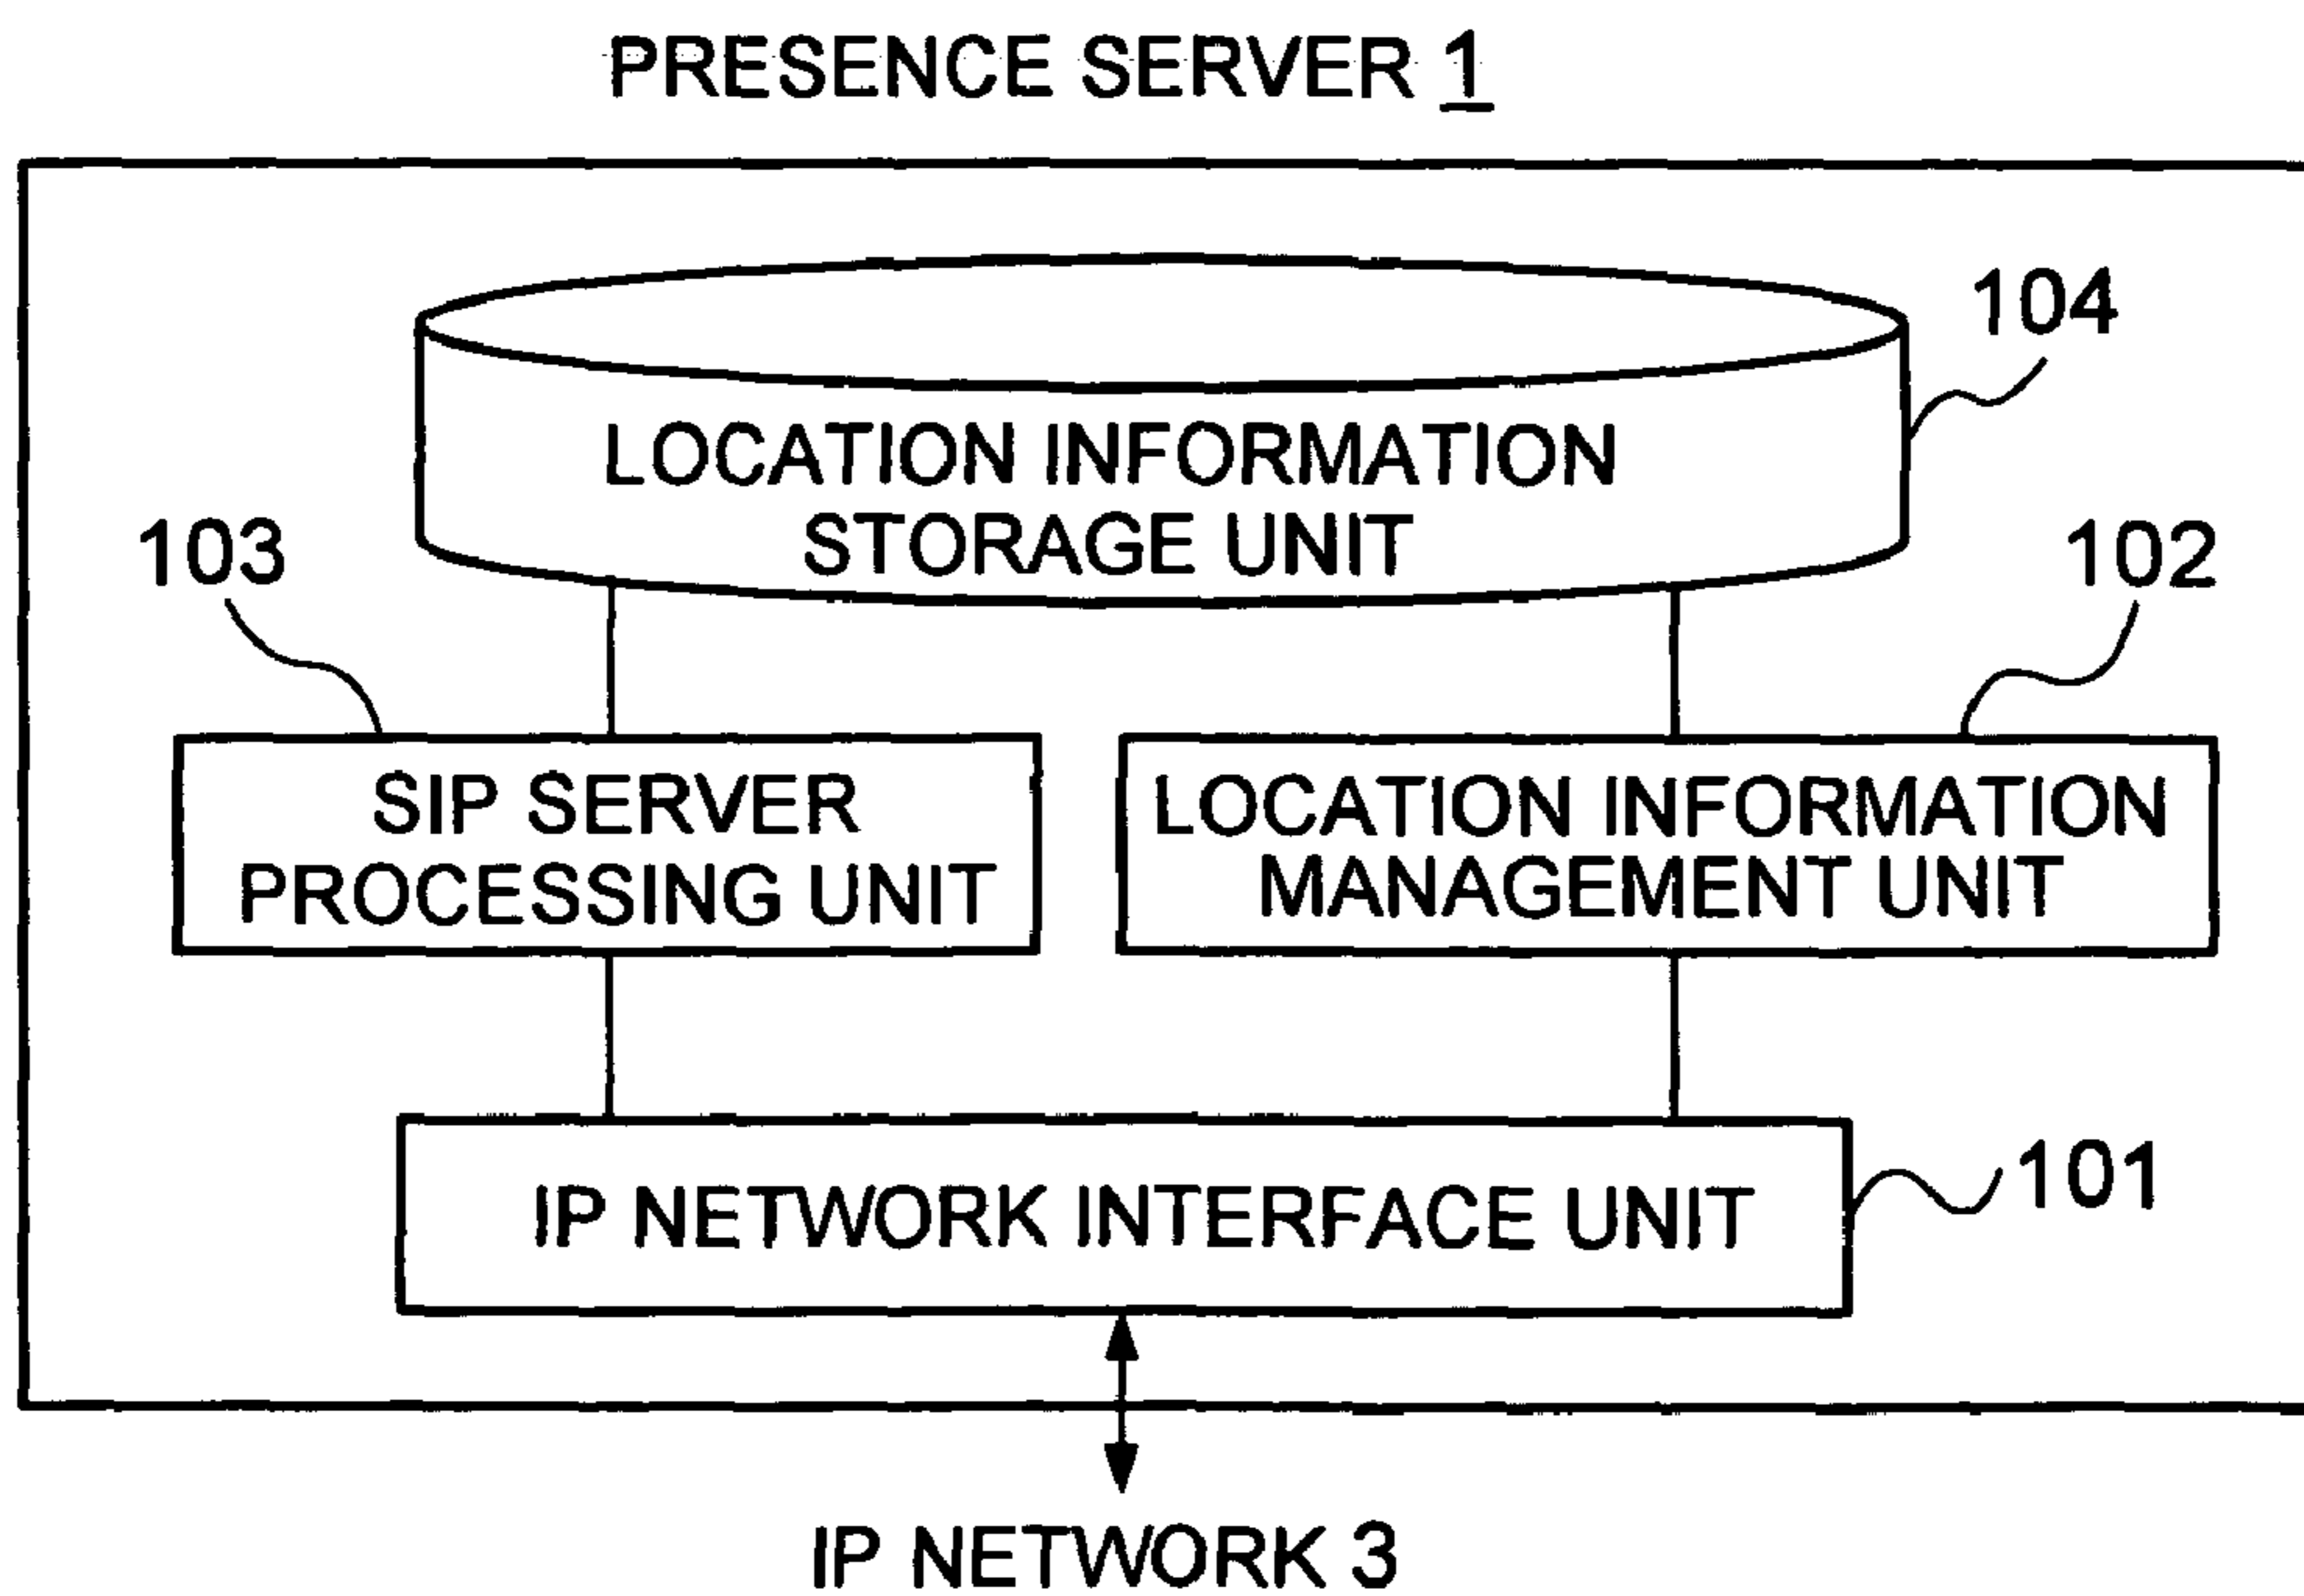 PRESENCE SERVER 1
104
LOCATION INFORMATION
STORAGE UNIT
103
102
SIP SERVER
PROCESSING UNIT
LOCATION INFORMATION
MANAGEMENT UNIT
IP NETWORK INTERFACE UNIT
101
IP NETWORK 3